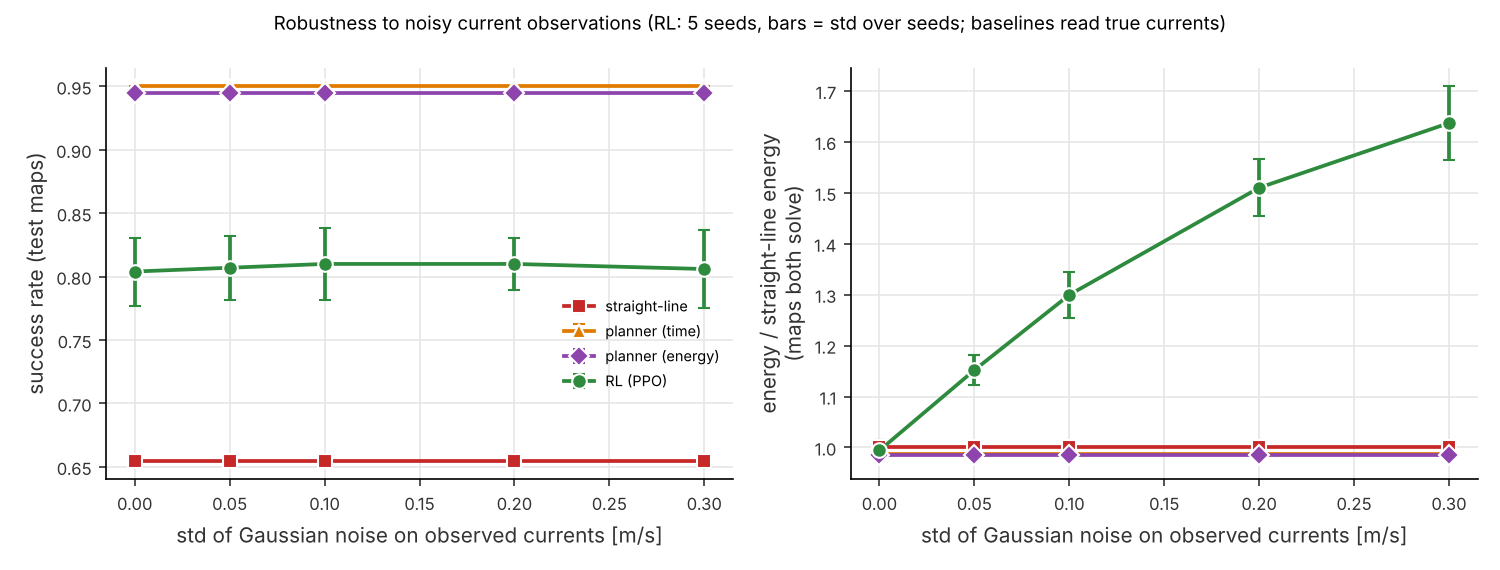 Robustness to noisy current observations (RL: 5 seeds, bars = std over seeds; baselines read true currents)
success rate (test maps)
0.95
0.90
0.85
0.80
0.75
0.70
0.65
0.00 0.05 0.10 0.15 0.20 0.25 0.30
std of Gaussian noise on observed currents [m/s]
straight-line
planner (time)
planner (energy)
RL (PPO)
energy / straight-line energy
(maps both solve)
1.7
1.6
1.5
1.4
1.3
1.2
1.1
1.0
0.00 0.05 0.10 0.15 0.20 0.25 0.30
std of Gaussian noise on observed currents [m/s]